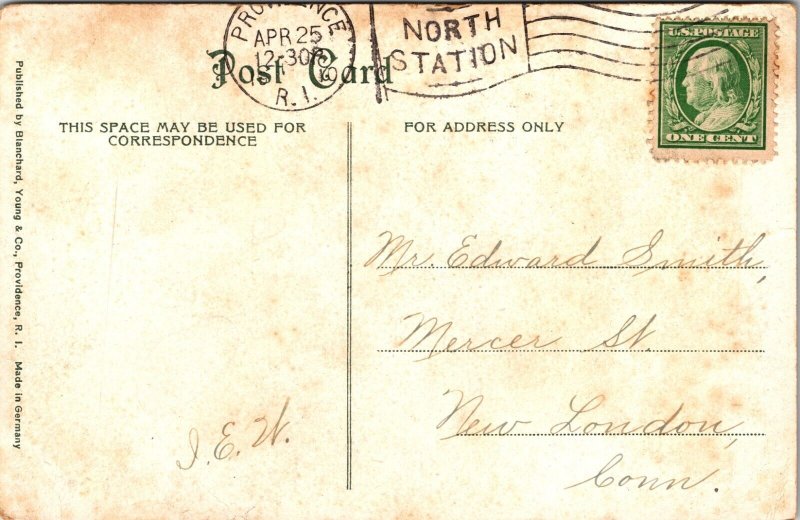 PROVIDENCE
APR 25
12-30P
R.I.
NORTH
STATION
U.S. POSTAGE
ONE CENT
Post Card
THIS SPACE MAY BE USED FOR
CORRESPONDENCE
FOR ADDRESS ONLY
Published by Blanchard, Young & Co., Providence, R. I. Made in Germany
Mr. Edward Smith,
Mercer St.
New London,
Conn.
I. E. W.